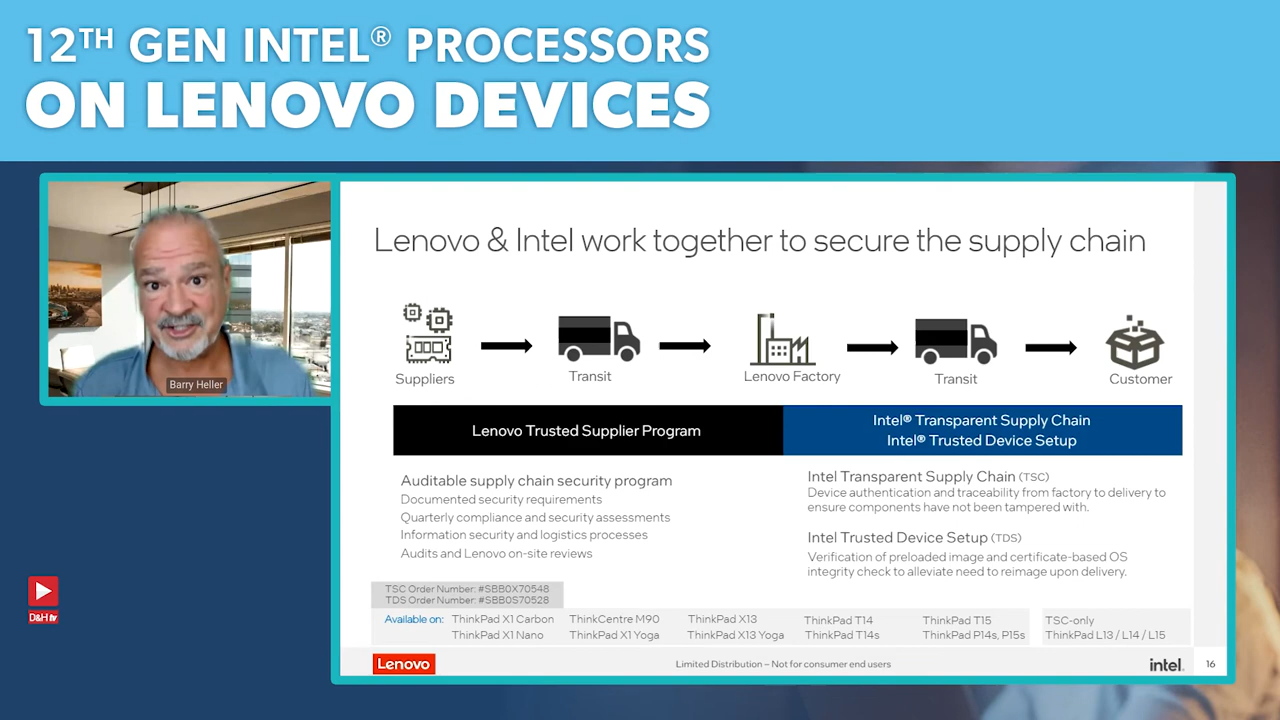 12TH GEN INTEL® PROCESSORS
ON LENOVO DEVICES
Barry Heller
Lenovo & Intel work together to secure the supply chain
Suppliers
Transit
Lenovo Factory
Transit
Customer
Lenovo Trusted Supplier Program
Intel® Transparent Supply Chain
Intel® Trusted Device Setup
Auditable supply chain security program
Documented security requirements
Quarterly compliance and security assessments
Information security and logistics processes
Audits and Lenovo on-site reviews
Intel Transparent Supply Chain (TSC)
Device authentication and traceability from factory to delivery to
ensure components have not been tampered with.
Intel Trusted Device Setup (TDS)
Verification of preloaded image and certificate-based OS
integrity check to alleviate need to reimage upon delivery.
TSC Order Number: #SBB0X70548
TDS Order Number: #SBB0S70528
Available on: ThinkPad X1 Carbon ThinkCentre M90 ThinkPad X13 ThinkPad T14 ThinkPad T15 TSC-only
ThinkPad X1 Nano ThinkPad X1 Yoga ThinkPad X13 Yoga ThinkPad T14s ThinkPad P14s, P15s ThinkPad L13 / L14 / L15
Lenovo
Limited Distribution – Not for consumer end users
intel.
16
D&H tv